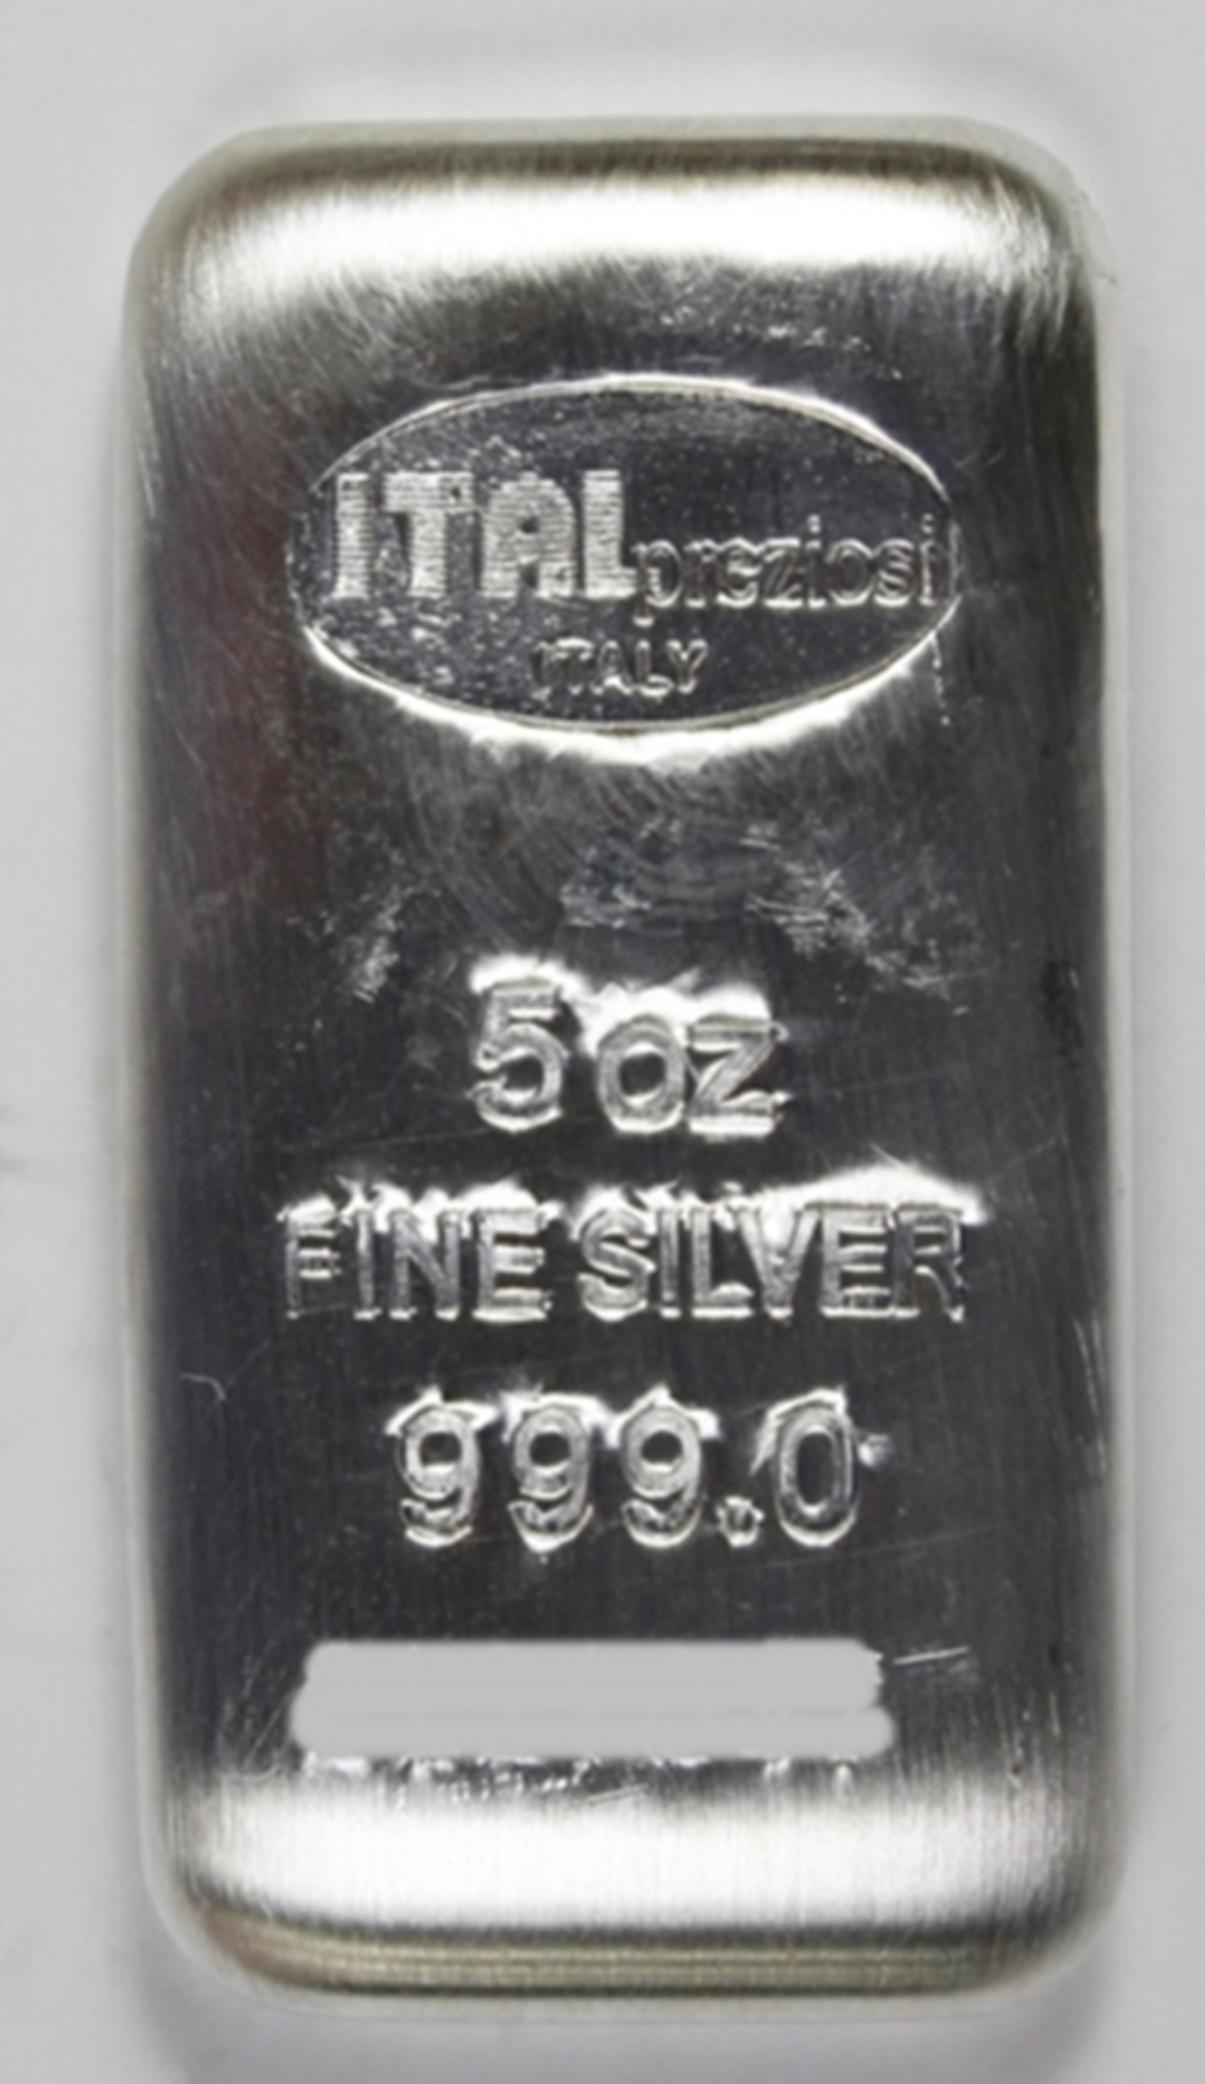 ITALpreziosi
ITALY
5 oz
FINE SILVER
999.0